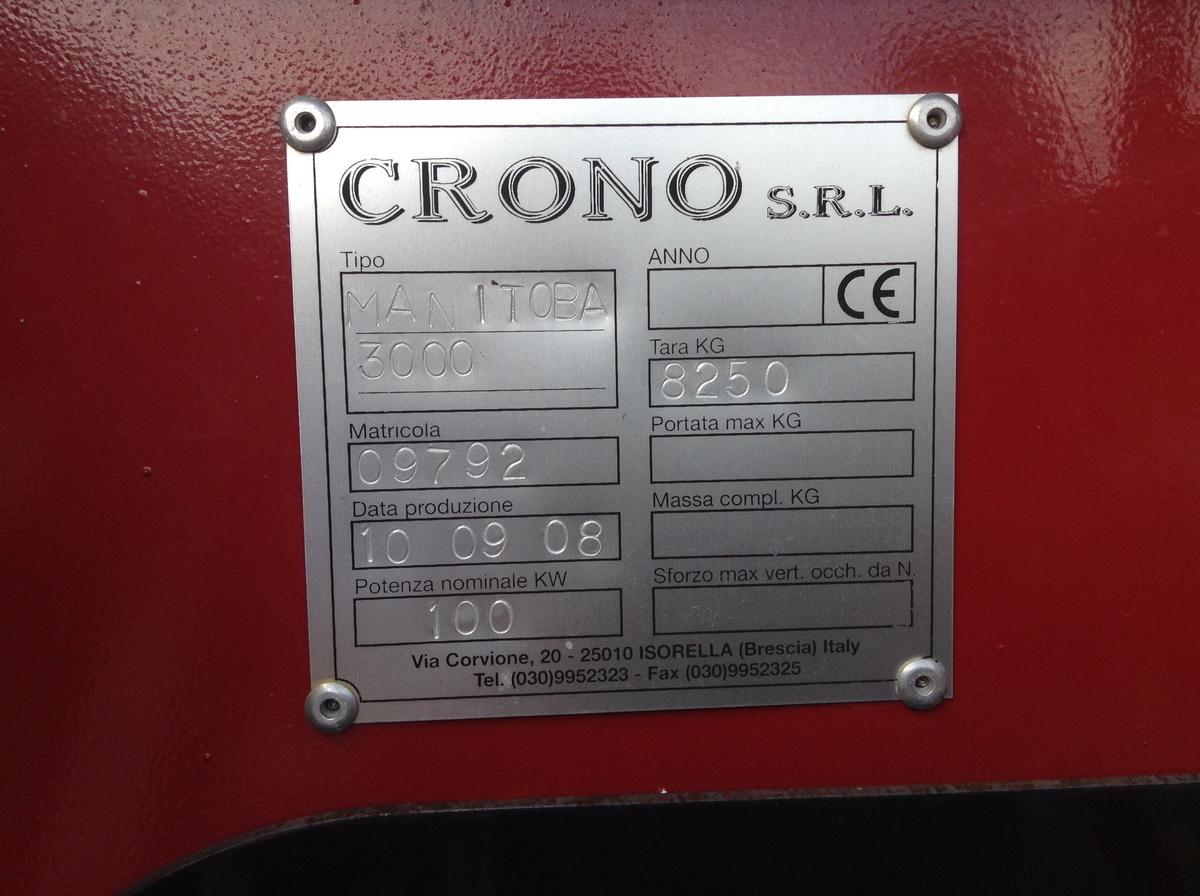 CRONO S.R.L.
Tipo
MANITOBA
3000
Matricola
09792
Data produzione
10 09 08
Potenza nominale KW
100
ANNO
CE
Tara KG
8250
Portata max KG
Massa compl. KG
Sforzo max vert. occh. da N.
Via Corvione, 20 - 25010 ISORELLA (Brescia) Italy
Tel. (030)9952323 - Fax (030)9952325